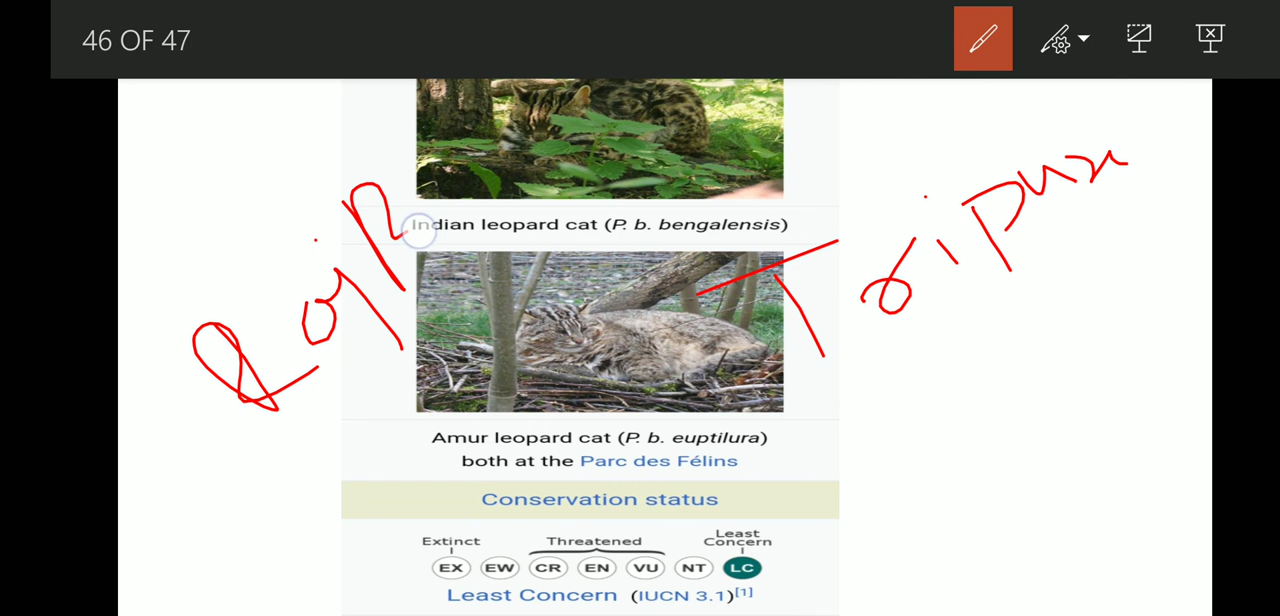 46 OF 47
Indian leopard cat (P. b. bengalensis)
Tripura
Amur leopard cat (P. b. euptilura)
both at the Parc des Félins
Conservation status
Extinct Threatened Least Concern
EX EW CR EN VU NT LC
Least Concern (IUCN 3.1)[1]